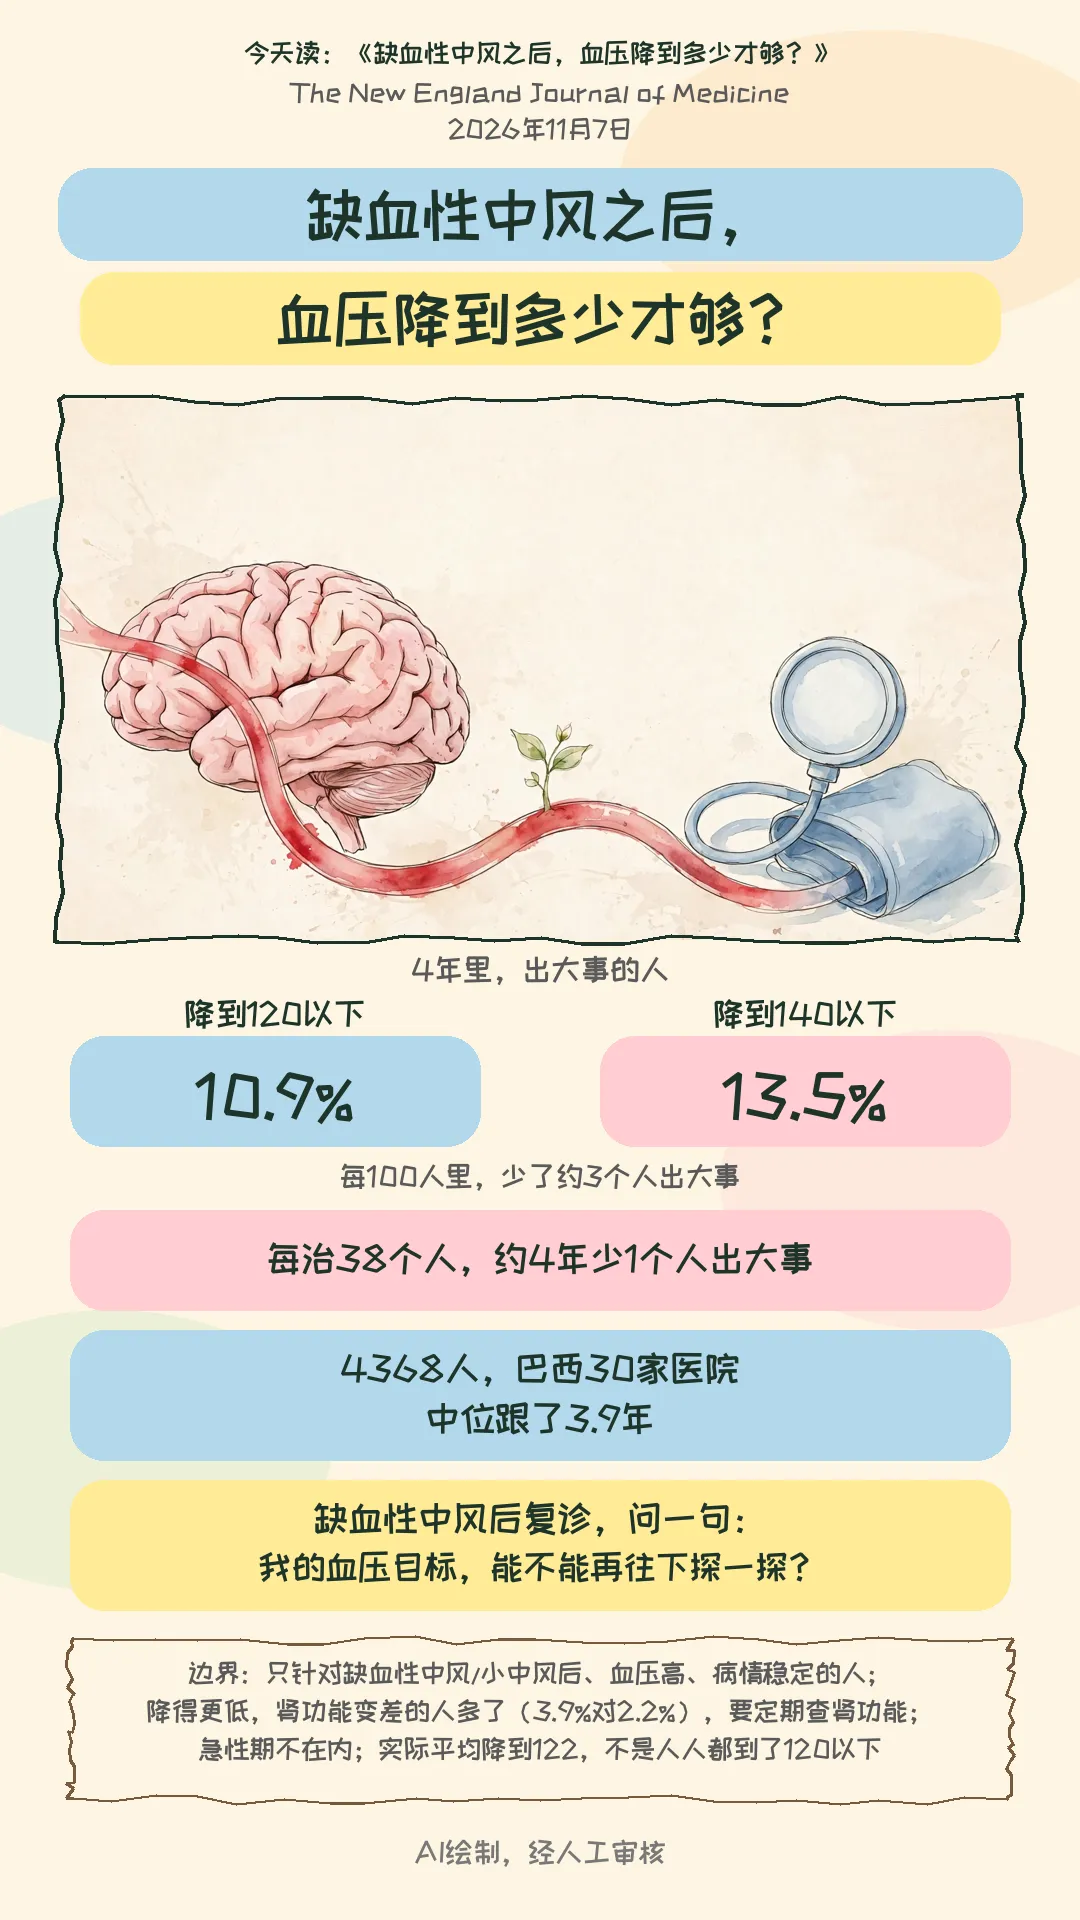 今天读：《缺血性中风之后，血压降到多少才够？》
The New England Journal of Medicine
2026年11月7日
缺血性中风之后，
血压降到多少才够？
4年里，出大事的人
降到120以下
降到140以下
10.9%
13.5%
每100人里，少了约3个人出大事
每治38个人，约4年少1个人出大事
4368人，巴西30家医院
中位跟了3.9年
缺血性中风后复诊，问一句：
我的血压目标，能不能再往下探一探？
边界：只针对缺血性中风/小中风后、血压高、病情稳定的人；
降得更低，肾功能变差的人多了（3.9%对2.2%），要定期查肾功能；
急性期不在内；实际平均降到122，不是人人都到了120以下
AI绘制，经人工审核